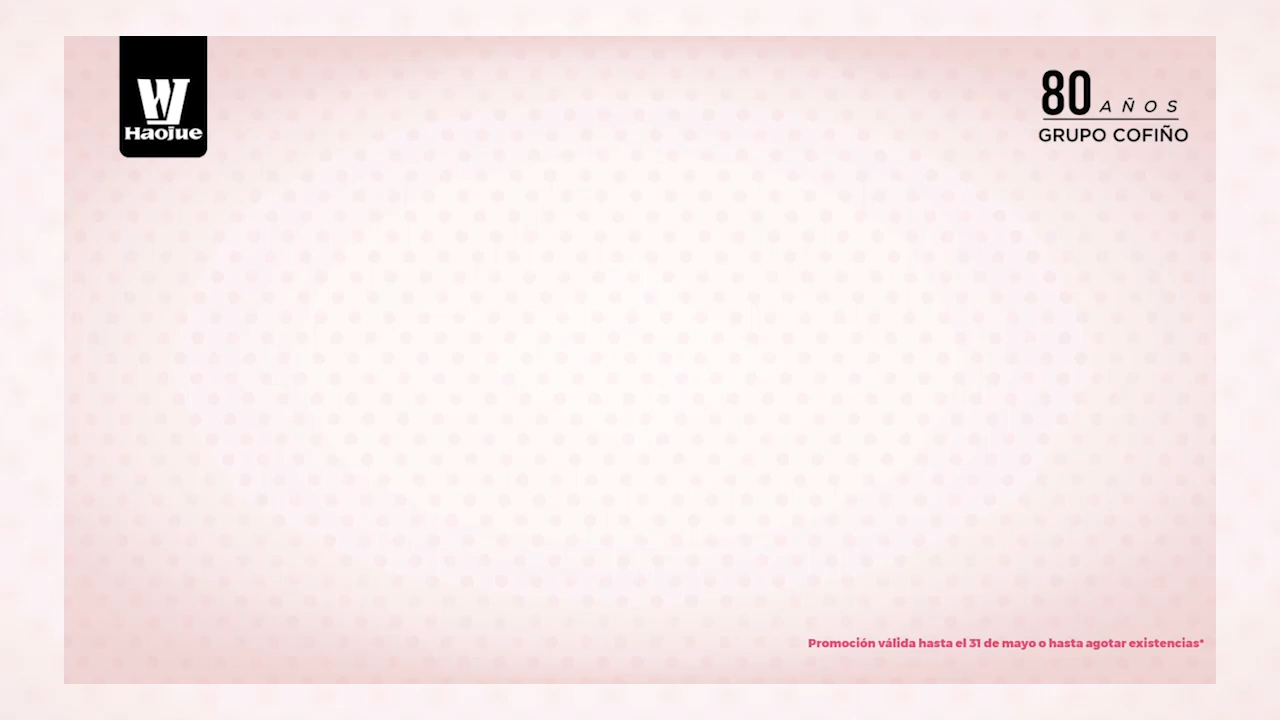 Haojue
80 AÑOS
GRUPO COFIÑO
Promoción válida hasta el 31 de mayo o hasta agotar existencias*